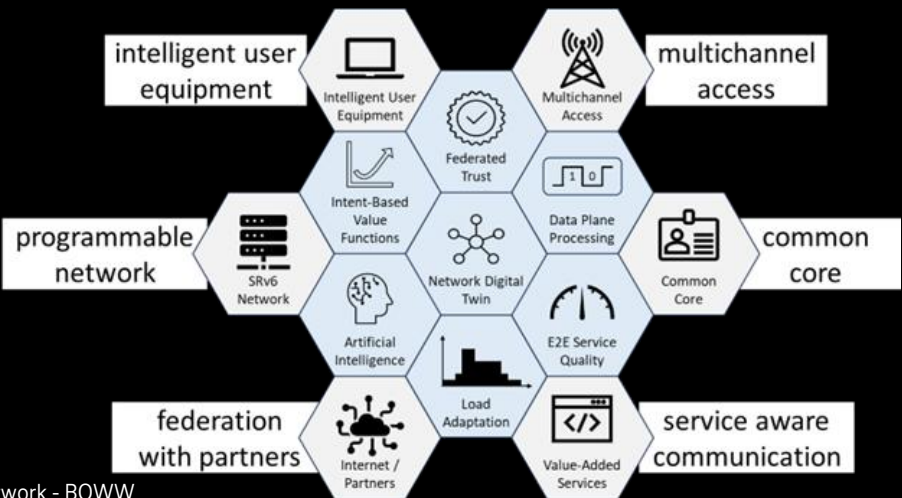 intelligent user
equipment
multichannel
access
Intelligent User
Equipment
Multichannel
Access
Federated
Trust
Intent-Based
Value
Functions
1 0
Data Plane
Processing
programmable
network
SRv6
Network
Network Digital
Twin
Common
Core
common
core
Artificial
Intelligence
E2E Service
Quality
Load
Adaptation
federation
with partners
Internet /
Partners
</>
Value-Added
Services
service aware
communication
work - BOWW